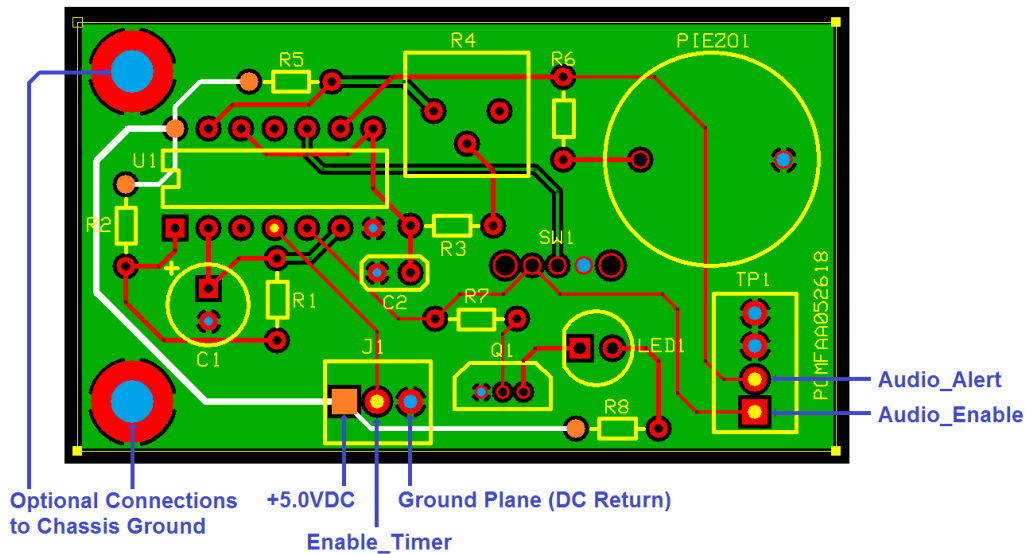 R4
PIEZO1
R5
R6
U1
R2
R3
SW1
+
C2
TP1
R1
R7
C1
J1
Q1
LED1
R8
PCMFAA052618
Audio_Alert
Audio_Enable
Optional Connections
to Chassis Ground
+5.0VDC
Ground Plane (DC Return)
Enable_Timer